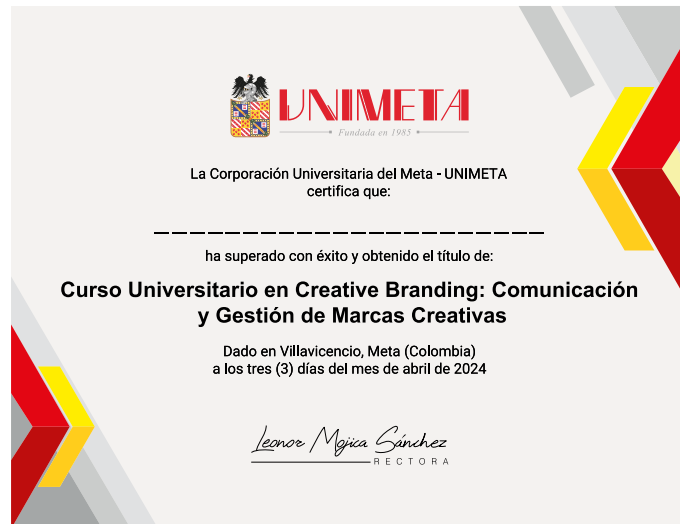 UNIMETA
Fundada en 1985
La Corporación Universitaria del Meta - UNIMETA
certifica que:
ha superado con éxito y obtenido el título de:
Curso Universitario en Creative Branding: Comunicación
y Gestión de Marcas Creativas
Dado en Villavicencio, Meta (Colombia)
a los tres (3) días del mes de abril de 2024
Leonor Mojica Sánchez
RECTORA